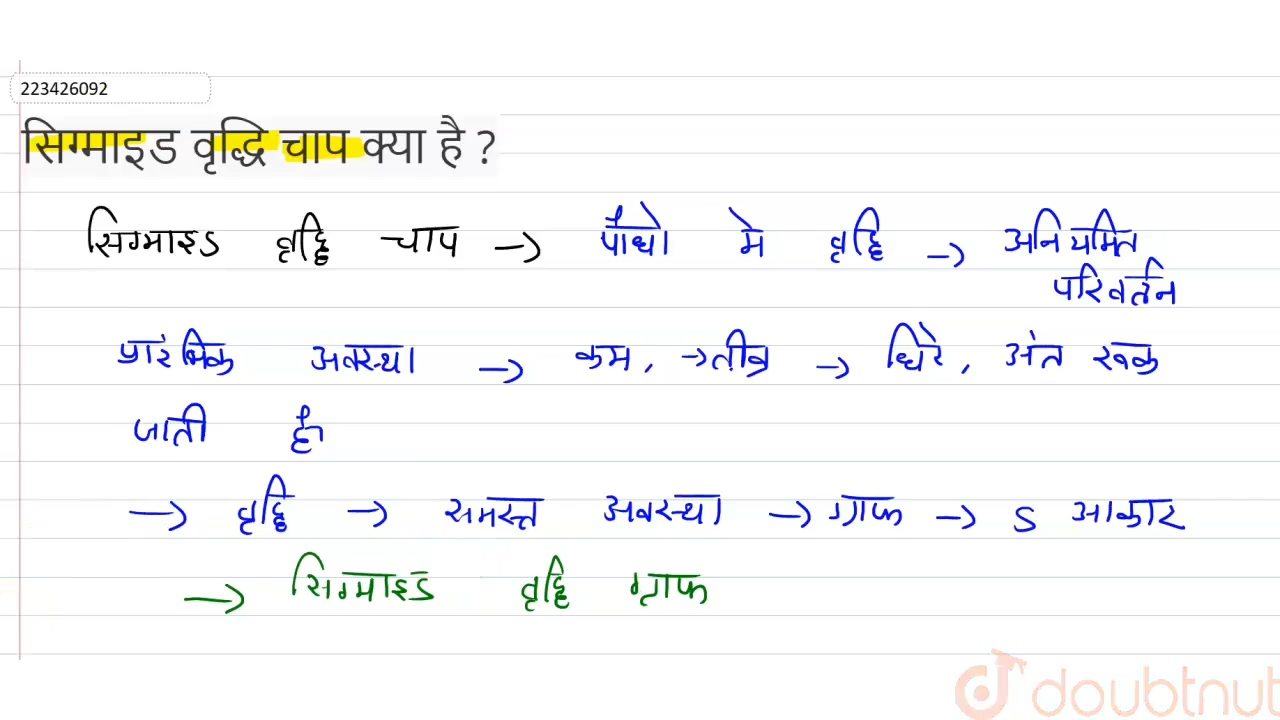 223426092
सिग्माइड वृद्धि चाप क्या है ?
सिग्माइड वृद्धि चाप → पौधो मे वृद्धि → अनियमित
परिवर्तन
प्रारंभिक अवस्था → कम, → तीव्र → धिरे, अंत रूक
जाती है
→ वृद्धि → समस्त अवस्था → ग्राफ → S आकार
→ सिग्माइड वृद्धि ग्राफ
doubtnut